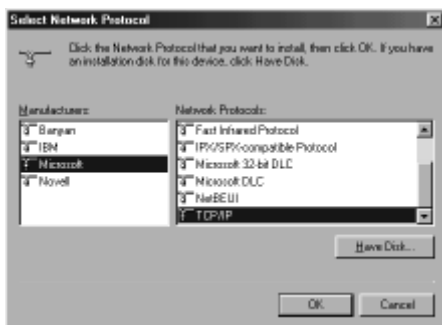 Select Network Protocol
Click the Network Protocol that you want to install, then click OK. If you have
an installation disk for this device, click Have Disk.
Manufacturers:
Banyan
IBM
Microsoft
Novell
Network Protocols:
Fast Infrared Protocol
IPX/SPX-compatible Protocol
Microsoft 32-bit DLC
Microsoft DLC
NetBEUI
TCP/IP
Have Disk...
OK
Cancel